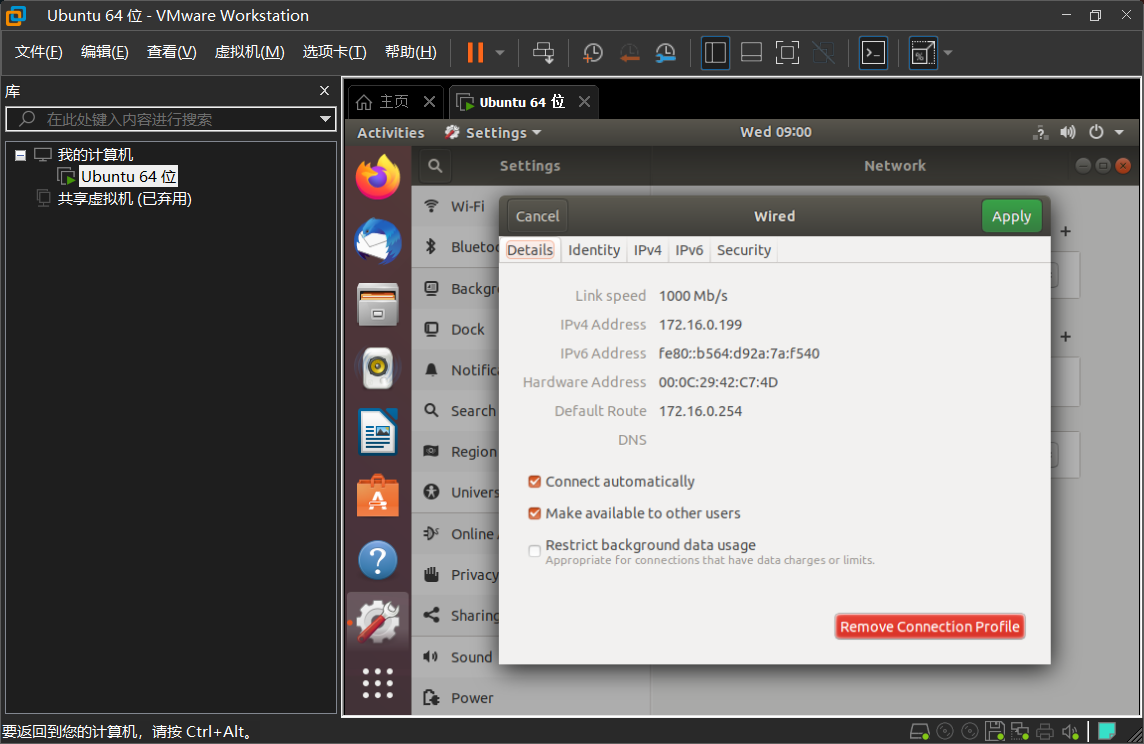 Ubuntu 64 位 - VMware Workstation
文件(F) 编辑(E) 查看(V) 虚拟机(M) 选项卡(T) 帮助(H)
库
在此处键入内容进行搜索
我的计算机
Ubuntu 64 位
共享虚拟机 (已弃用)
主页 Ubuntu 64 位
Activities Settings Wed 09:00
Settings Network
Wi-Fi
Bluetoo
Backgr
Dock
Notifica
Search
Region
Univers
Online A
Privacy
Sharing
Sound
Power
Cancel Wired Apply
Details Identity IPv4 IPv6 Security
Link speed 1000 Mb/s
IPv4 Address 172.16.0.199
IPv6 Address fe80::b564:d92a:7a:f540
Hardware Address 00:0C:29:42:C7:4D
Default Route 172.16.0.254
DNS
Connect automatically
Make available to other users
Restrict background data usage
Appropriate for connections that have data charges or limits.
Remove Connection Profile
要返回到您的计算机，请按 Ctrl+Alt。